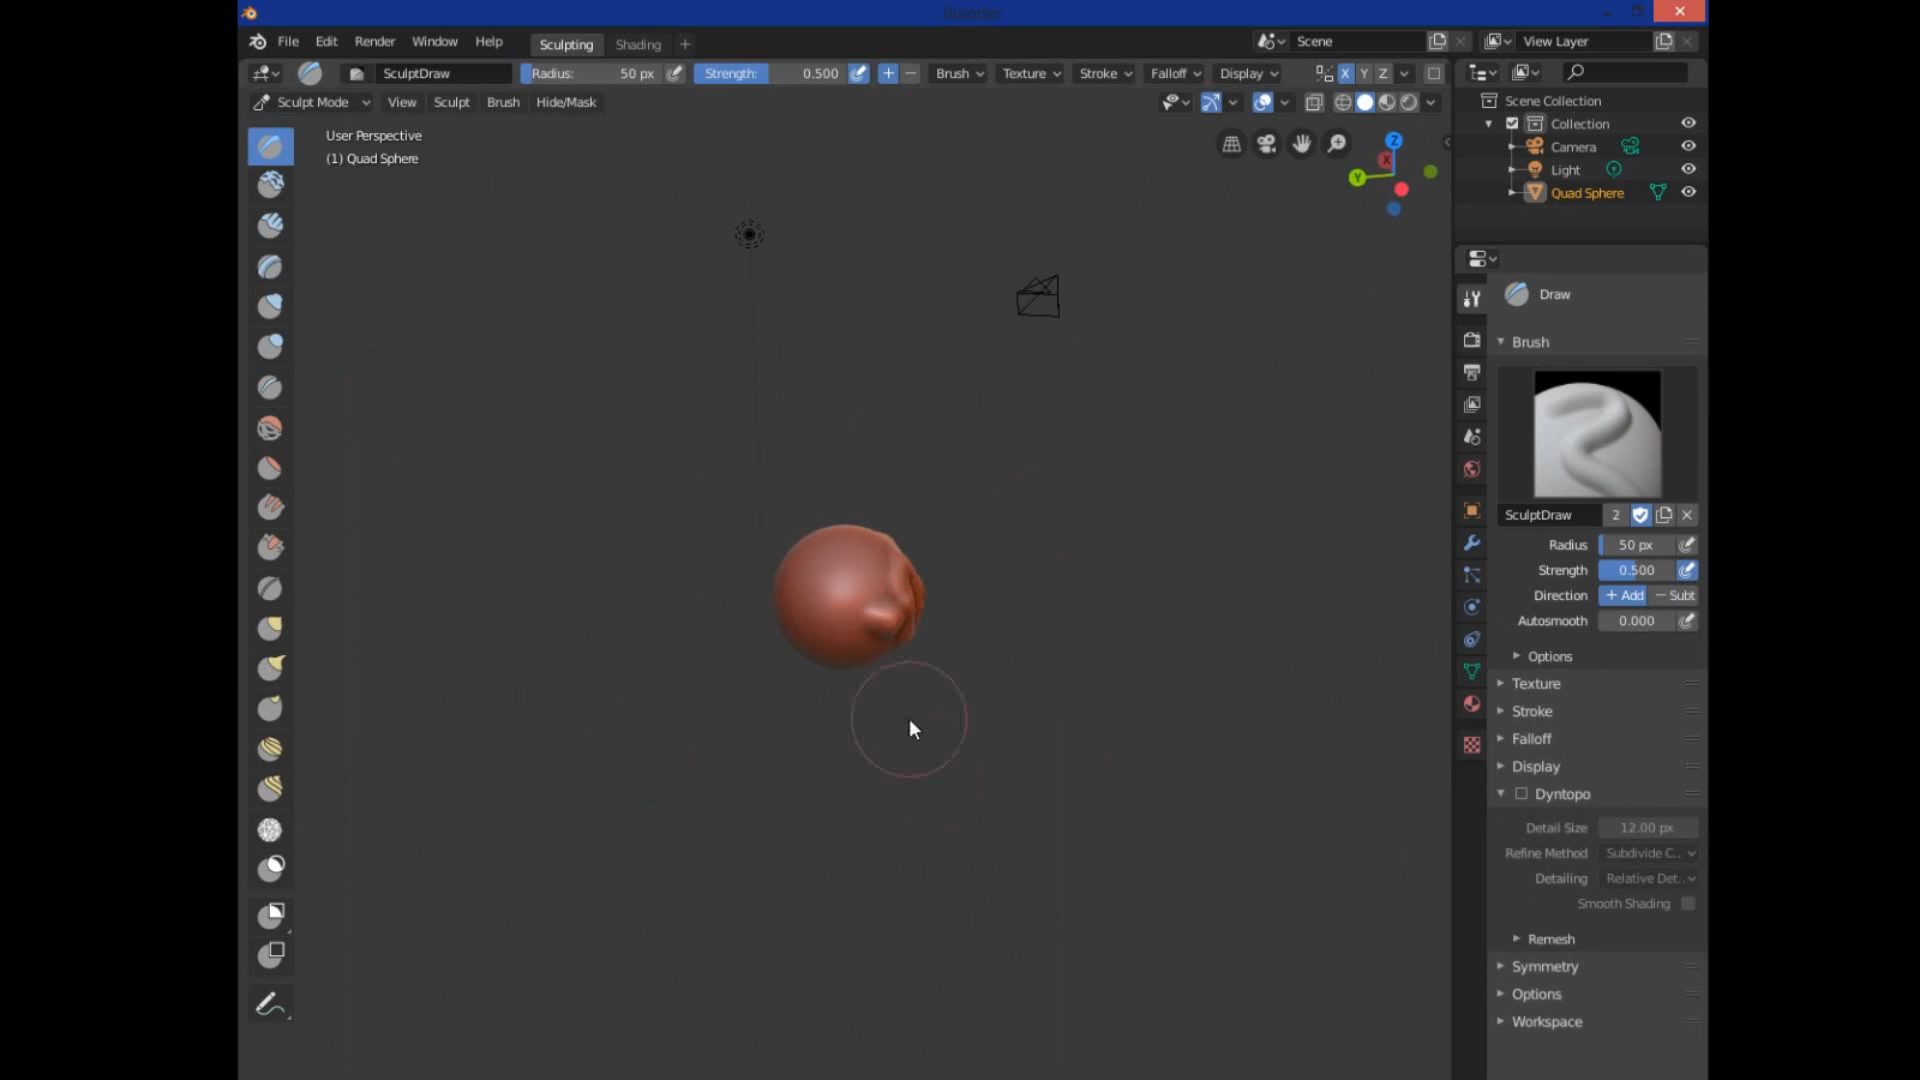 Blender
File Edit Render Window Help Sculpting Shading + Scene View Layer
SculptDraw Radius: 50 px Strength: 0.500 Brush Texture Stroke Falloff Display X Y Z
Sculpt Mode View Sculpt Brush Hide/Mask
User Perspective
(1) Quad Sphere
Z
X
Y
Scene Collection
Collection
Camera
Light
Quad Sphere
Draw
Brush
SculptDraw 2
Radius 50 px
Strength 0.500
Direction + Add − Subt
Autosmooth 0.000
Options
Texture
Stroke
Falloff
Display
Dyntopo
Detail Size 12.00 px
Refine Method Subdivide C..
Detailing Relative Det..
Smooth Shading
Remesh
Symmetry
Options
Workspace